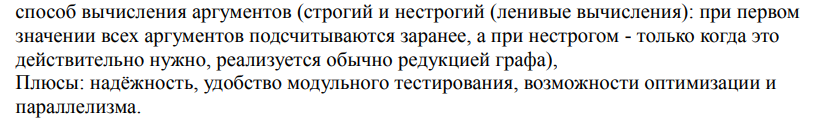 способ вычисления аргументов (строгий и нестрогий (ленивые вычисления): при первом
значении всех аргументов подсчитываются заранее, а при нестрогом - только когда это
действительно нужно, реализуется обычно редукцией графа),
Плюсы: надёжность, удобство модульного тестирования, возможности оптимизации и
параллелизма.